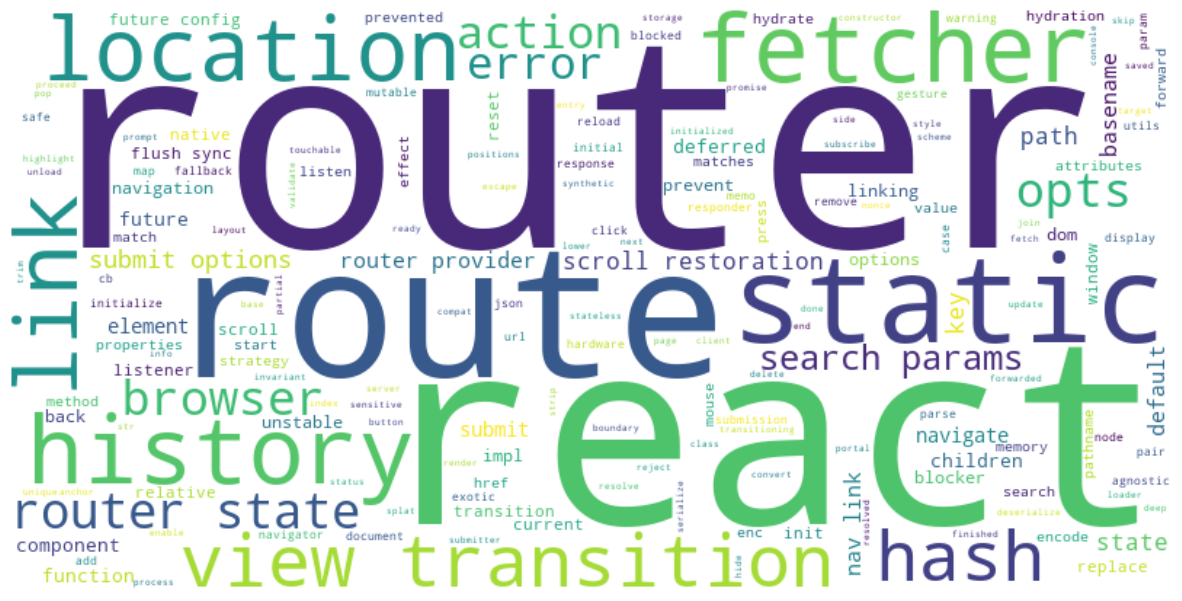 future config
prevented
storage
hydrate
constructor
warning
hydration
skip
param
location
action
fetcher
blocked
console
error
saved
forward
proceed
pop
mutable
reset
entry
promise
gesture
basename
target
utils
safe
router
prompt
native
effect
reload
side
style
scheme
subscribe
initialized
path
flush sync
touchable
positions
initial
deferred
highlight
unload
map
fallback
validate
listen
response
matches
attributes
navigation
escape
synthetic
prevent
memo
linking
opts
link
future
responder
press
remove
nonce
value
join
match
layout
ready
click
case
fetch
dom
display
lower
next
submit options
router provider
scroll restoration
options
window
trim
cb
route
static
initialize
base
partial
compat
json
stateless
done
key
update
element
scroll
end
properties
start
url
hardware
page
client
info
strategy
search params
listener
invariant
delete
forwarded
default
browser
server
react
method
index
sensitive
strip
mouse
back
str
unstable
button
submit
boundary
submission
transitioning
parse
pathname
node
history
class
navigate
memory
pair
render
impl
portal
children
status
reject
convert
blocker
agnostic
href
resolve
search
loader
unique
anchor
relative
exotic
nav link
deep
router state
splat
transition
serialize
deserialize
current
resolved
enable
navigator
document
submitter
enc
init
finished
encode
state
component
add
view transition
hash
function
process
hide
replace